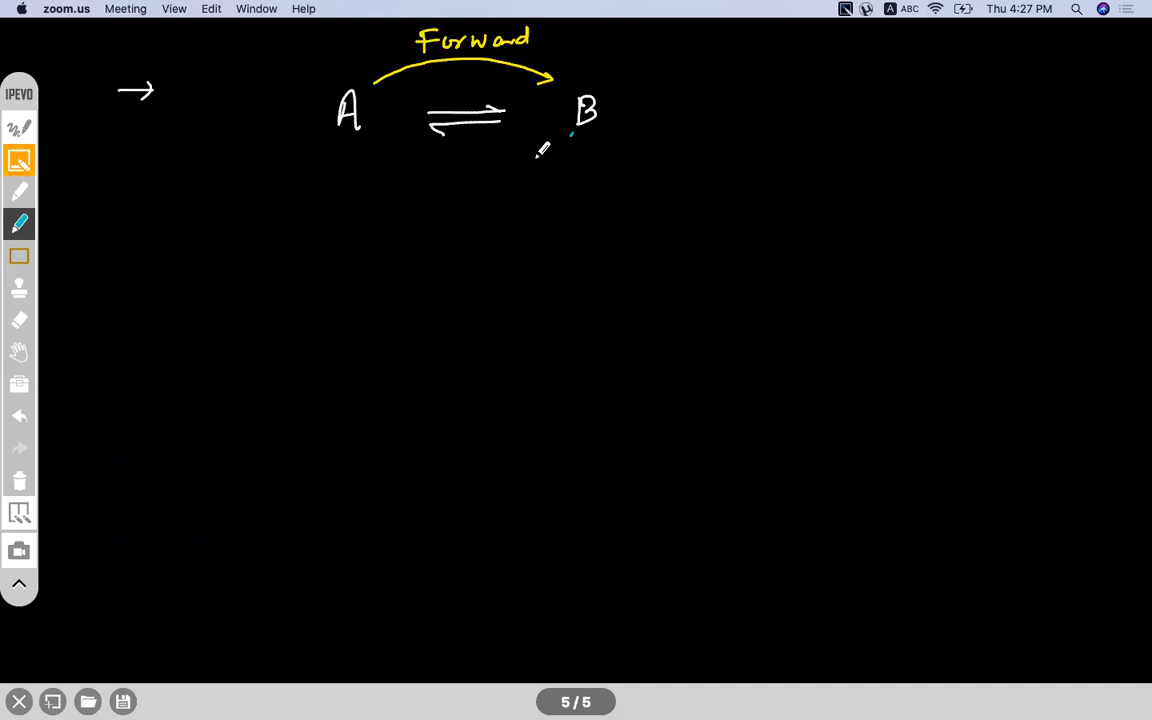 zoom.us Meeting View Edit Window Help ABC Thu 4:27 PM
Forward
IPEVO
→ A ⇌ B
5 / 5